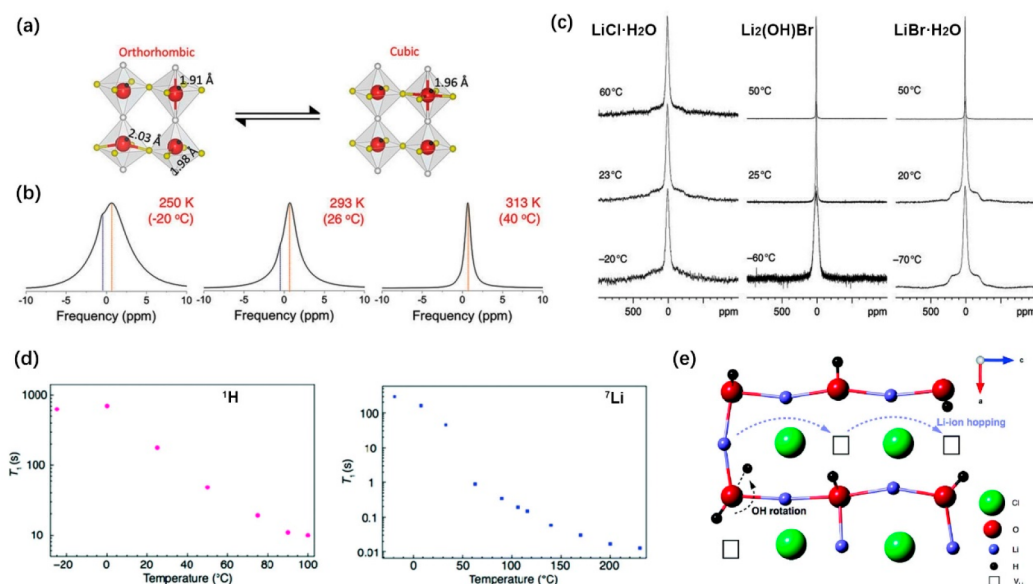 (a)
Orthorhombic
Cubic
1.91 Å
1.96 Å
2.03 Å
1.98 Å
(b)
250 K
(-20 °C)
293 K
(26 °C)
313 K
(40 °C)
-10 -5 0 5 10
-10 -5 0 5 10
-10 -5 0 5 10
Frequency (ppm)
Frequency (ppm)
Frequency (ppm)
(c)
LiCl·H2O
Li₂(OH)Br
LiBr·H2O
60°C
50°C
50°C
23°C
25°C
20°C
−20°C
−60°C
−70°C
500 0 ppm
500 0 ppm
500 0 ppm
(d)
¹H
1000
100
10
T₁ (s)
-20 0 20 40 60 80 100
Temperature (°C)
⁷Li
100
10
1
0.1
0.01
T₁ (s)
0 50 100 150 200
Temperature (°C)
(e)
c
a
Li-ion hopping
OH rotation
Cl
O
Li
H